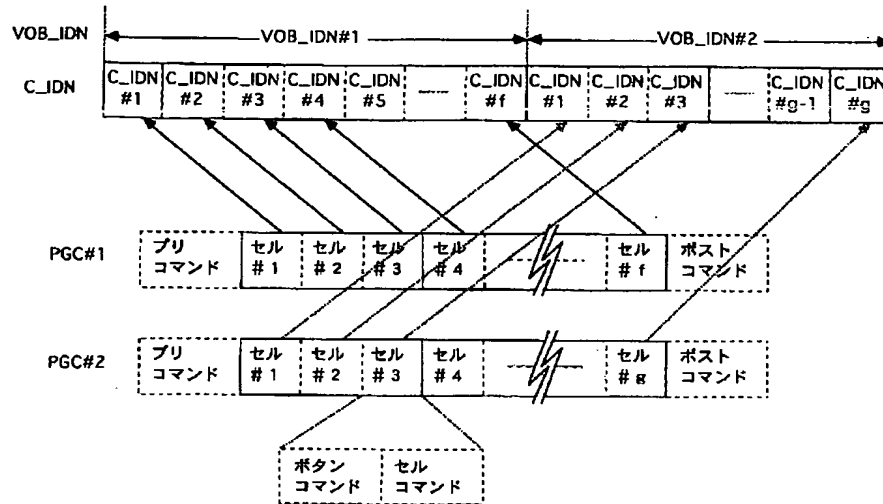 VOB_IDN
VOB_IDN#1
VOB_IDN#2
C_IDN
C_IDN #1
C_IDN #2
C_IDN #3
C_IDN #4
C_IDN #5
C_IDN #f
C_IDN #1
C_IDN #2
C_IDN #3
C_IDN #g-1
C_IDN #g
PGC#1
プリ
コマンド
セル
#1
セル
#2
セル
#3
セル
#4
セル
#f
ポスト
コマンド
PGC#2
プリ
コマンド
セル
#1
セル
#2
セル
#3
セル
#4
セル
#g
ポスト
コマンド
ボタン
コマンド
セル
コマンド